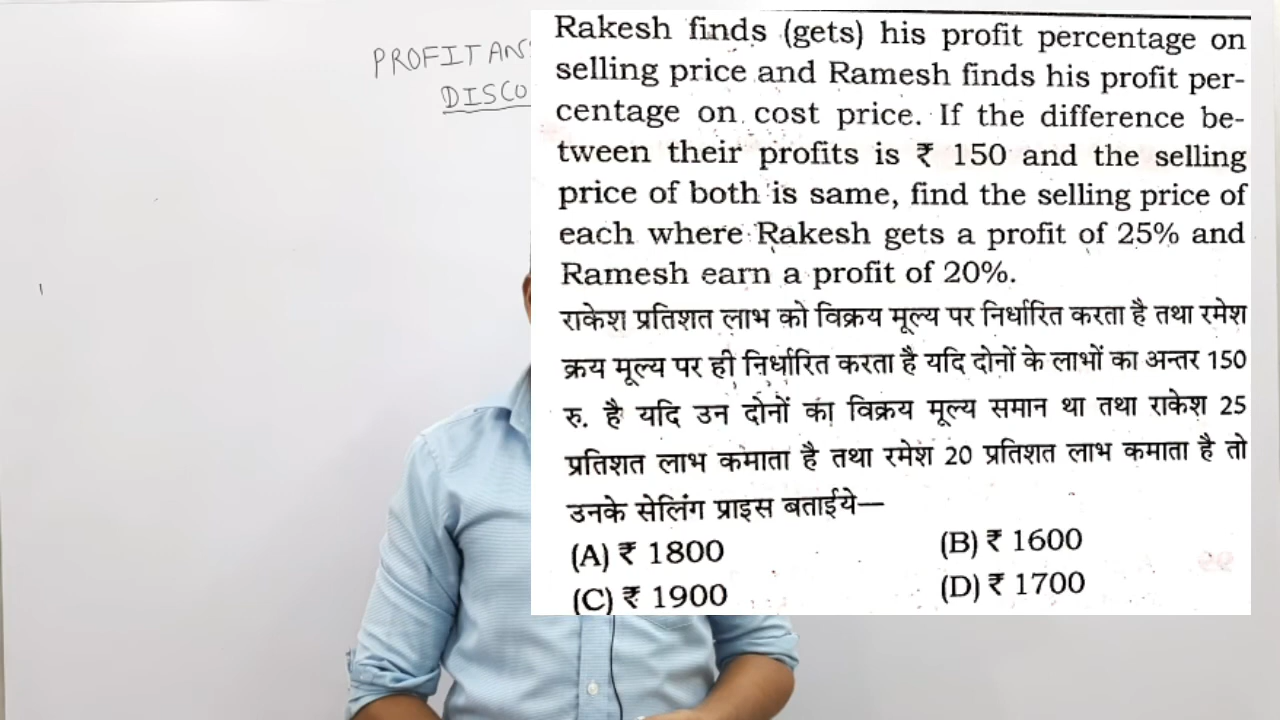 PROFIT AN
DISCO
Rakesh finds (gets) his profit percentage on
selling price and Ramesh finds his profit per-
centage on cost price. If the difference be-
tween their profits is ₹ 150 and the selling
price of both is same, find the selling price of
each where Rakesh gets a profit of 25% and
Ramesh earn a profit of 20%.
राकेश प्रतिशत लाभ को विक्रय मूल्य पर निर्धारित करता है तथा रमेश
क्रय मूल्य पर ही निर्धारित करता है यदि दोनों के लाभों का अन्तर 150
रु. है यदि उन दोनों का विक्रय मूल्य समान था तथा राकेश 25
प्रतिशत लाभ कमाता है तथा रमेश 20 प्रतिशत लाभ कमाता है तो
उनके सेलिंग प्राइस बताईये—
(A) ₹ 1800 (B) ₹ 1600
(C) ₹ 1900 (D) ₹ 1700